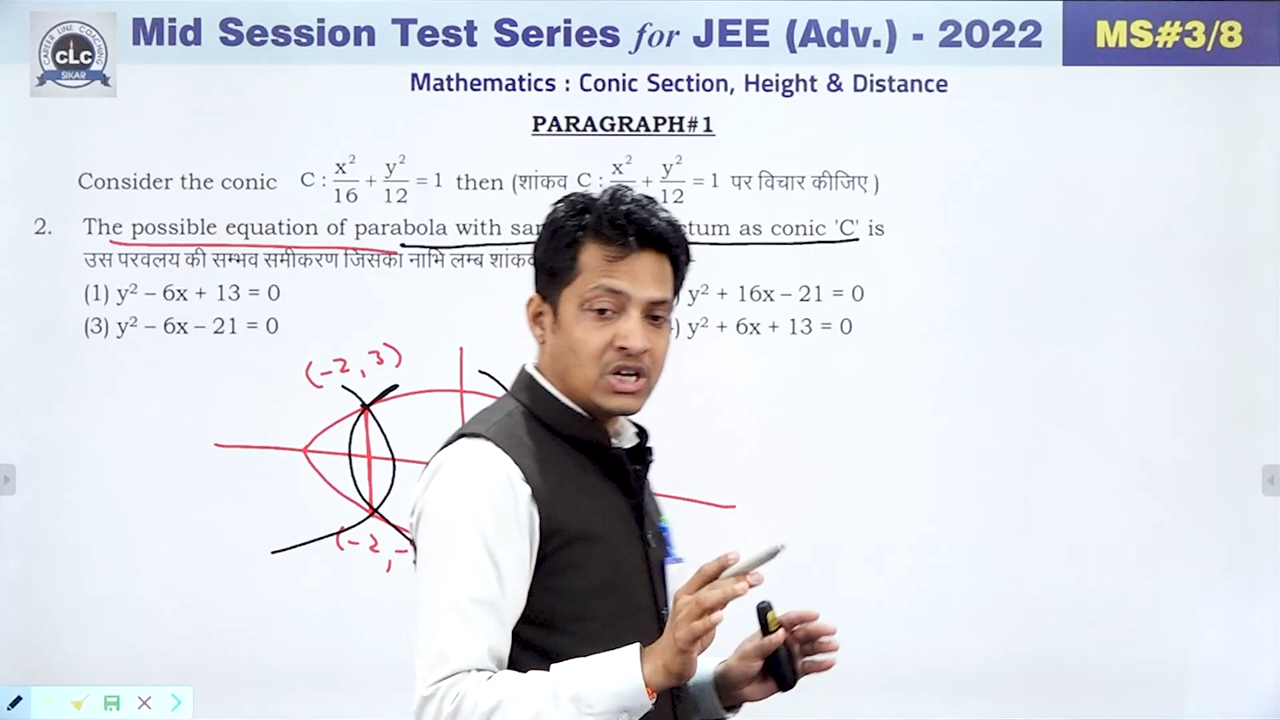 CAREER LINE COACHING
CLC
SIKAR
Mid Session Test Series for JEE (Adv.) - 2022
MS#3/8
Mathematics : Conic Section, Height & Distance
PARAGRAPH#1
Consider the conic C : x²/16 + y²/12 = 1 then (शांकव C : x² + y²/12 = 1 पर विचार कीजिए )
2. The possible equation of parabola with as conic 'C' is
उस परवलय की सम्भव समीकरण जिसका नाभि लम्ब
(1) y² – 6x + 13 = 0 y² + 16x – 21 = 0
(3) y² – 6x – 21 = 0 y² + 6x + 13 = 0
(-2, 3)
(-2, -